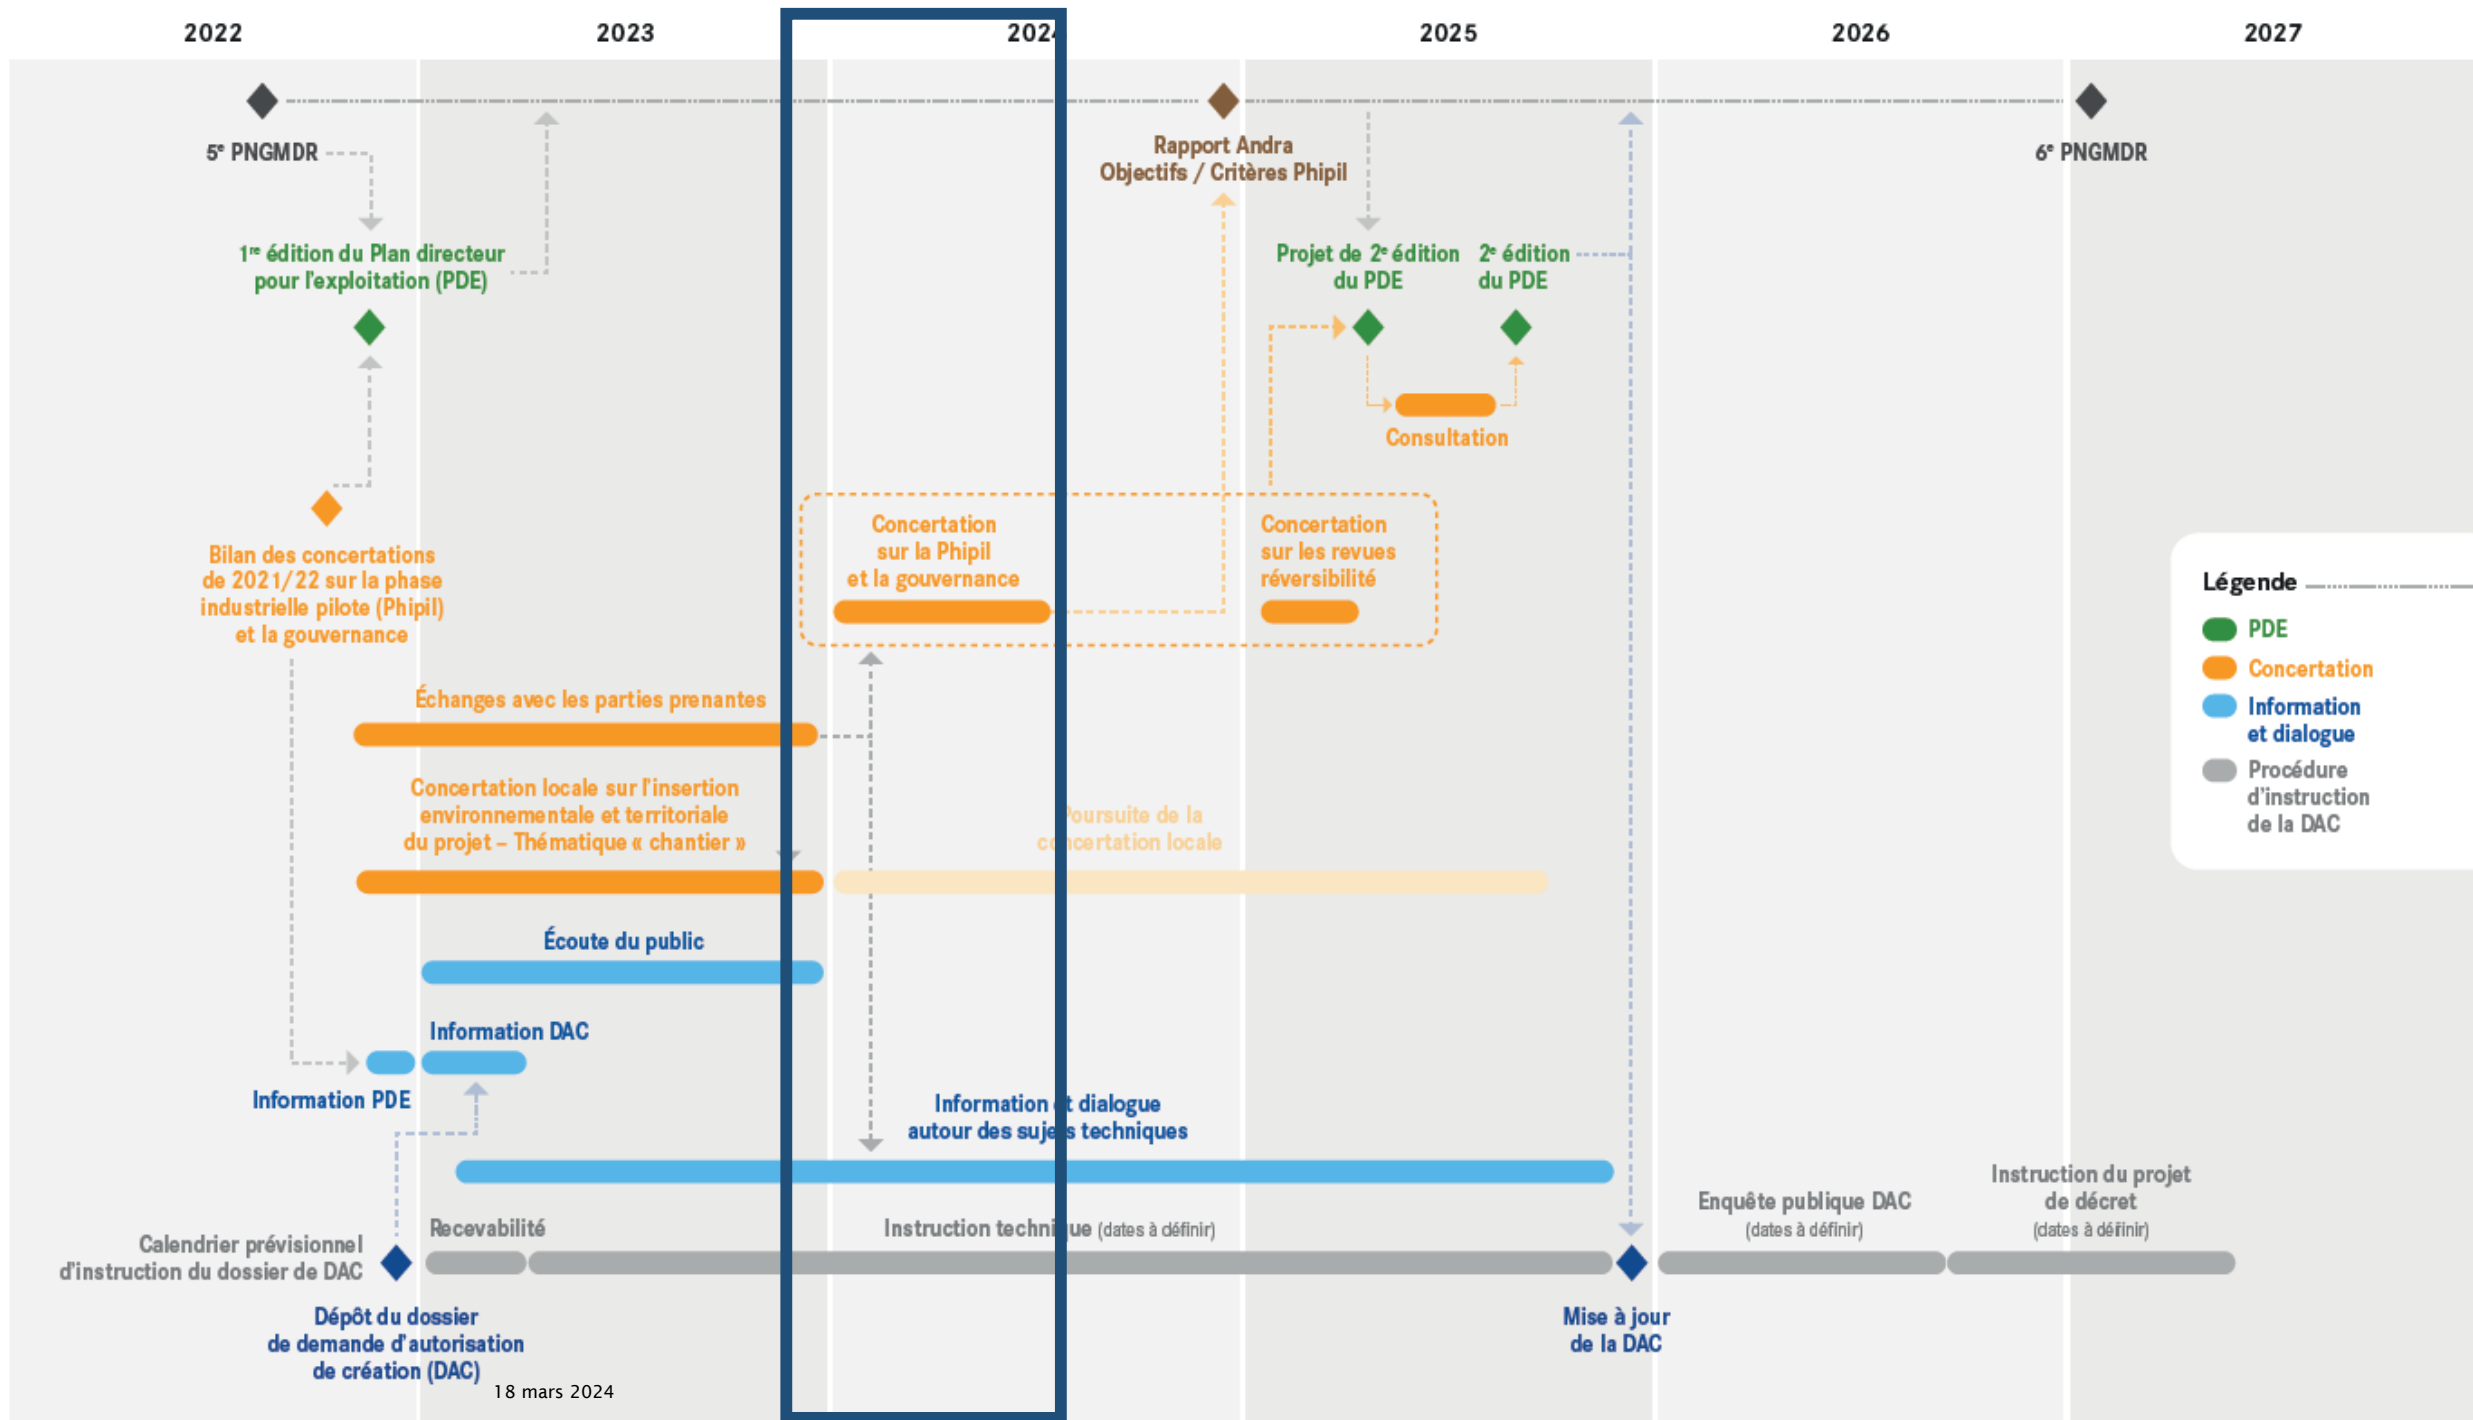 2022
2023
2024
2025
2026
2027
5e PNGMDR
Rapport Andra
Objectifs / Critères Phipil
6e PNGMDR
1re édition du Plan directeur
pour l'exploitation (PDE)
Projet de 2e édition
du PDE
2e édition
du PDE
Consultation
Bilan des concertations
de 2021/22 sur la phase
industrielle pilote (Phipil)
et la gouvernance
Concertation
sur la Phipil
et la gouvernance
Concertation
sur les revues
réversibilité
Légende
PDE
Concertation
Information
et dialogue
Procédure
d'instruction
de la DAC
Échanges avec les parties prenantes
Concertation locale sur l'insertion
environnementale et territoriale
du projet – Thématique « chantier »
Poursuite de la
concertation locale
Écoute du public
Information DAC
Information PDE
Information et dialogue
autour des sujets techniques
Calendrier prévisionnel
d'instruction du dossier de DAC
Recevabilité
Instruction technique (dates à définir)
Enquête publique DAC
(dates à définir)
Instruction du projet
de décret
(dates à définir)
Dépôt du dossier
de demande d'autorisation
de création (DAC)
Mise à jour
de la DAC
18 mars 2024